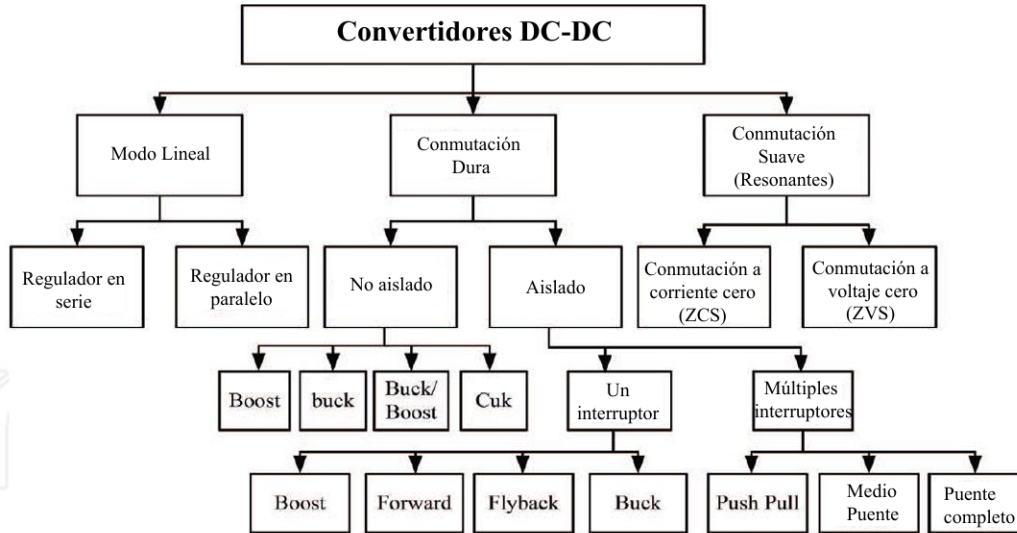 Convertidores DC-DC
Modo Lineal
Conmutación
Dura
Conmutación
Suave
(Resonantes)
Regulador en
serie
Regulador en
paralelo
No aislado
Aislado
Conmutación a
corriente cero
(ZCS)
Conmutación a
voltaje cero
(ZVS)
Boost
buck
Buck/
Boost
Cuk
Un
interruptor
Múltiples
interruptores
Boost
Forward
Flyback
Buck
Push Pull
Medio
Puente
Puente
completo